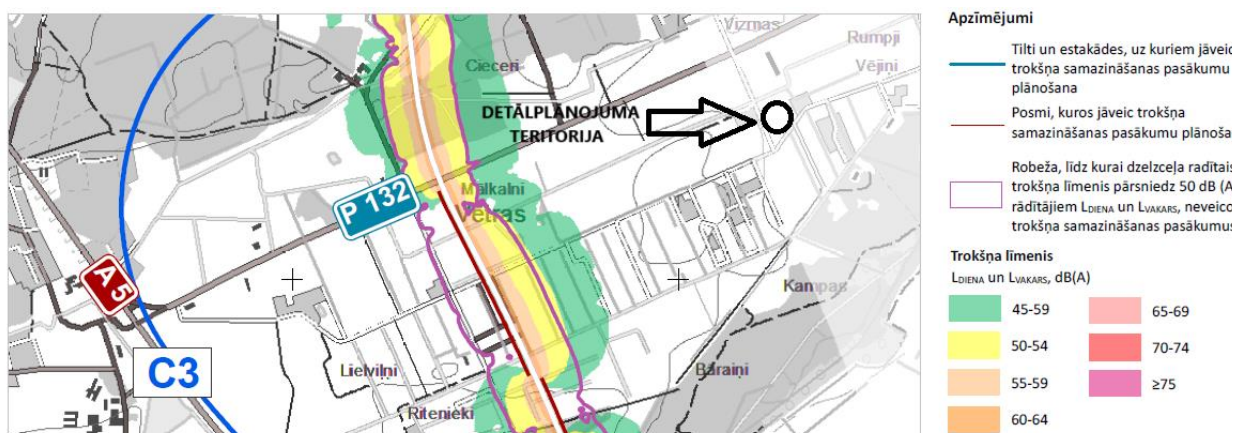 Vizmas
Rumpji
Vējiņi
Cieceri
DETĀLPLĀNOJUMA
TERITORIJA
P 132
Mālkalni
Vētras
A 5
C3
Kampas
Lielviļņi
Bāraiņi
Ritenieki
Apzīmējumi
Tilti un estakādes, uz kuriem jāveic
trokšņa samazināšanas pasākumu
plānošana
Posmi, kuros jāveic trokšņa
samazināšanas pasākumu plānoša
Robeža, līdz kurai dzelzceļa radītais
trokšņa līmenis pārsniedz 50 dB (A
rādītājiem LDIENA un LVAKARS, neveico
trokšņa samazināšanas pasākumus
Trokšņa līmenis
LDIENA un LVAKARS, dB(A)
45-59
50-54
55-59
60-64
65-69
70-74
≥75